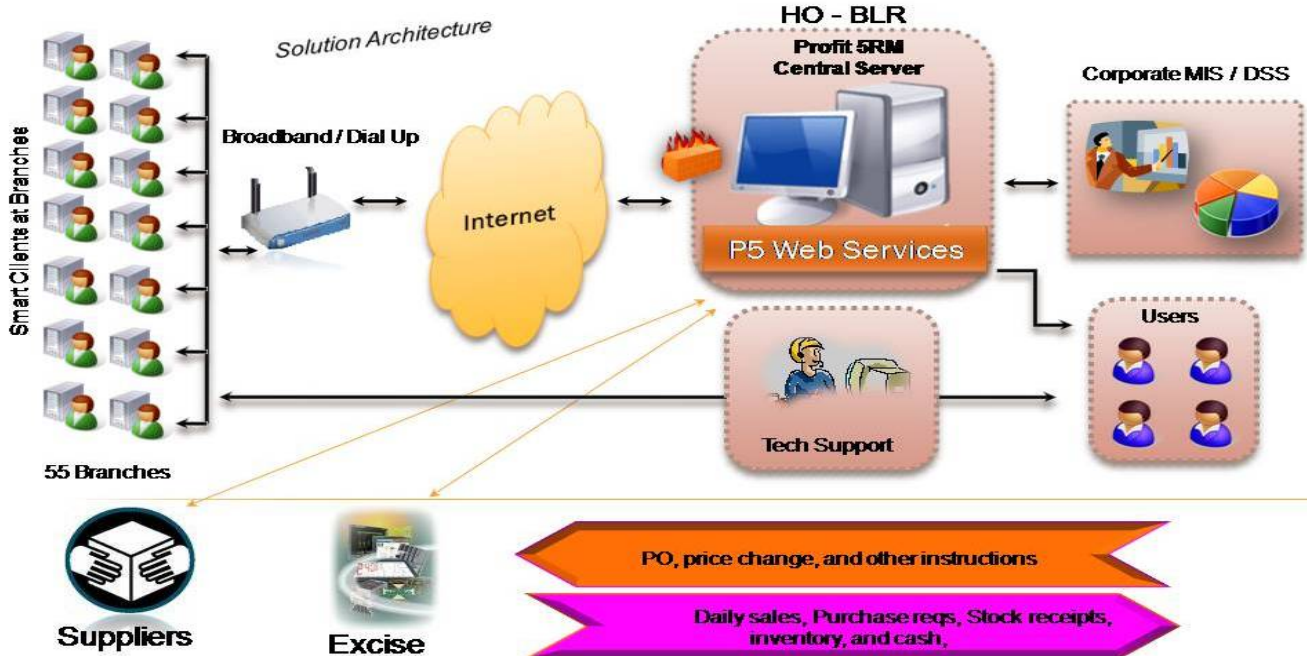 HO - BLR
Solution Architecture
Profit 5RM
Central Server
Corporate MIS / DSS
Smart Cliente at Branches
Broadband / Dial Up
Internet
P5 Web Services
Users
Tech Support
55 Branches
PO, price change, and other instructions
Daily sales, Purchase reqs, Stock receipts,
inventory, and cash,
Suppliers
Excise